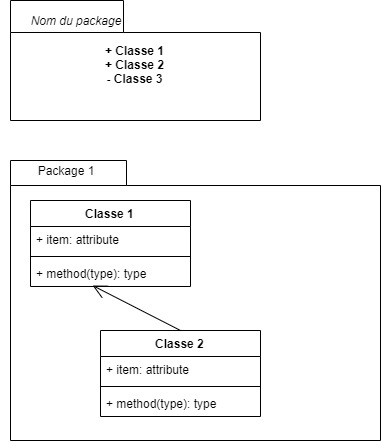 Nom du package
+ Classe 1
+ Classe 2
- Classe 3
Package 1
Classe 1
+ item: attribute
+ method(type): type
Classe 2
+ item: attribute
+ method(type): type